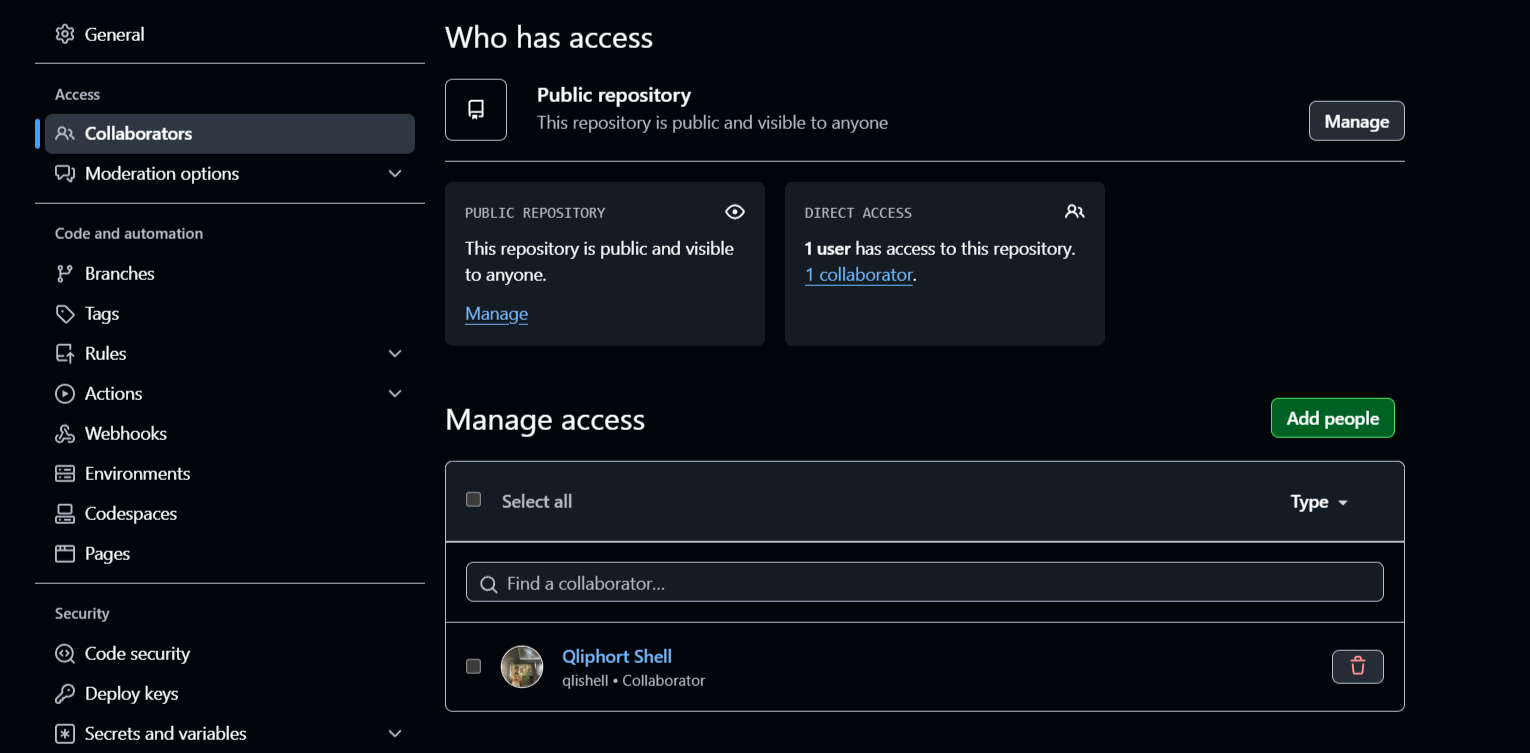 General
Access
Collaborators
Moderation options
Code and automation
Branches
Tags
Rules
Actions
Webhooks
Environments
Codespaces
Pages
Security
Code security
Deploy keys
Secrets and variables
Who has access
Public repository
This repository is public and visible to anyone
Manage
PUBLIC REPOSITORY
This repository is public and visible
to anyone.
Manage
DIRECT ACCESS
1 user has access to this repository.
1 collaborator.
Manage access
Add people
Select all
Type
Find a collaborator...
Qliphort Shell
qlishell • Collaborator